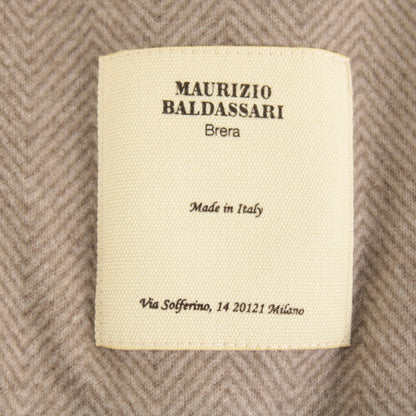 MAURIZIO
BALDASSARI
Brera
Made in Italy
Via Solferino, 14 20121 Milano